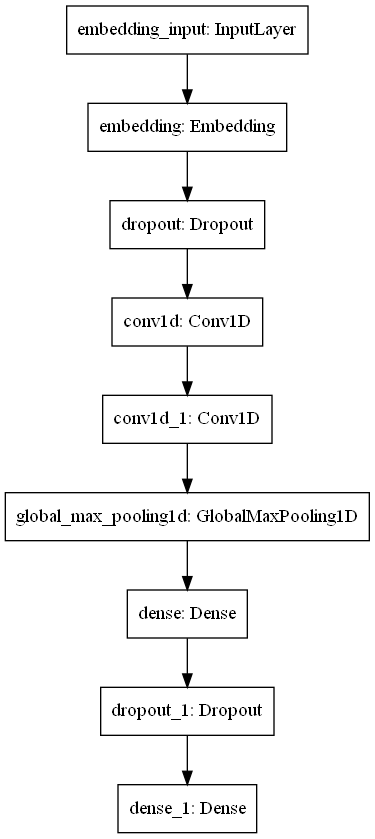 embedding_input: InputLayer
embedding: Embedding
dropout: Dropout
conv1d: Conv1D
conv1d_1: Conv1D
global_max_pooling1d: GlobalMaxPooling1D
dense: Dense
dropout_1: Dropout
dense_1: Dense